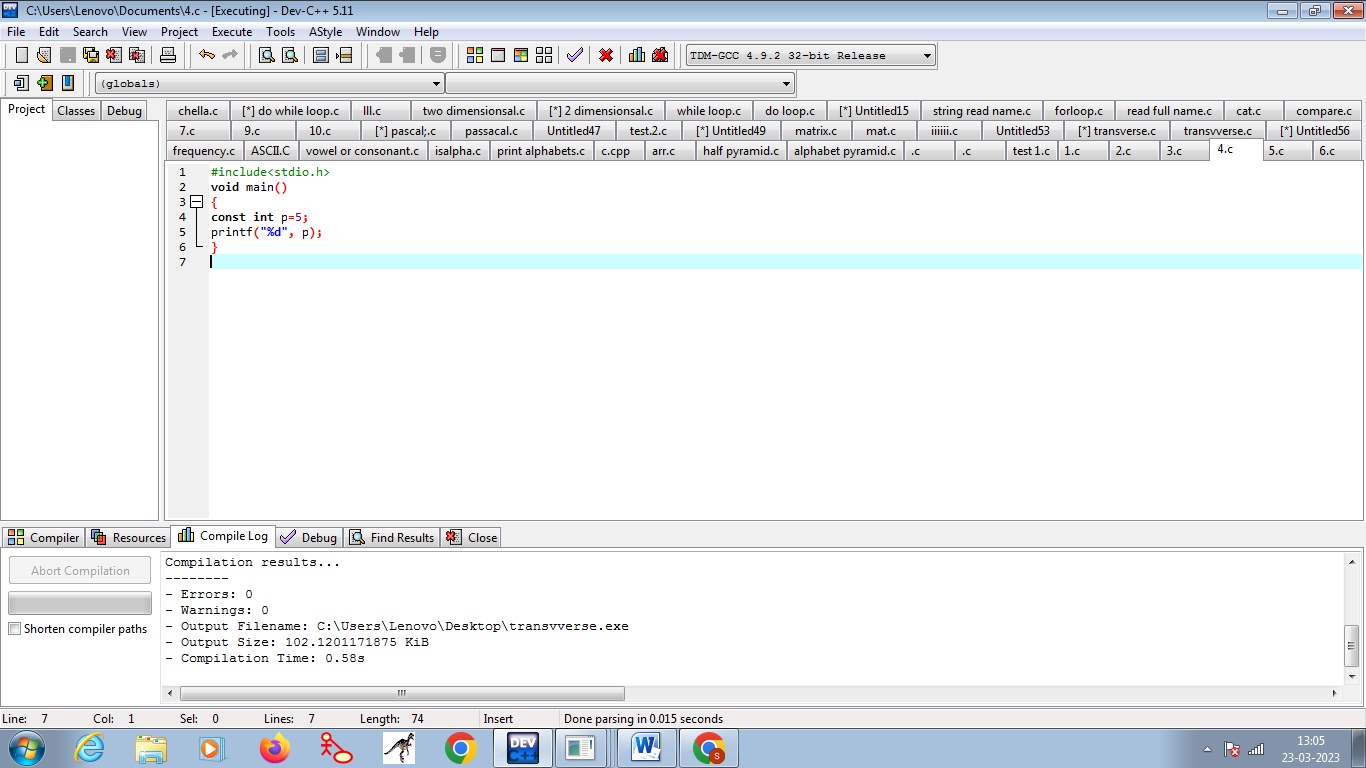 C:\Users\Lenovo\Documents\4.c - [Executing] - Dev-C++ 5.11
File Edit Search View Project Execute Tools AStyle Window Help
TDM-GCC 4.9.2 32-bit Release
(globals)
Project Classes Debug
chella.c [*] do while loop.c lll.c two dimensionsal.c [*] 2 dimensionsal.c while loop.c do loop.c [*] Untitled15 string read name.c forloop.c read full name.c cat.c compare.c
7.c 9.c 10.c [*] pascal;.c passacal.c Untitled47 test.2.c [*] Untitled49 matrix.c mat.c iiiiii.c Untitled53 [*] transverse.c transvverse.c [*] Untitled56
frequency.c ASCII.C vowel or consonant.c isalpha.c print alphabets.c c.cpp arr.c half pyramid.c alphabet pyramid.c .c .c test 1.c 1.c 2.c 3.c 4.c 5.c 6.c
1 #include<stdio.h>
2 void main()
3 {
4 const int p=5;
5 printf("%d", p);
6 }
7
Compiler Resources Compile Log Debug Find Results Close
Abort Compilation
Shorten compiler paths
Compilation results...
--------
- Errors: 0
- Warnings: 0
- Output Filename: C:\Users\Lenovo\Desktop\transvverse.exe
- Output Size: 102.1201171875 KiB
- Compilation Time: 0.58s
Line: 7 Col: 1 Sel: 0 Lines: 7 Length: 74 Insert Done parsing in 0.015 seconds
DEV C++ W S 13:05
23-03-2023